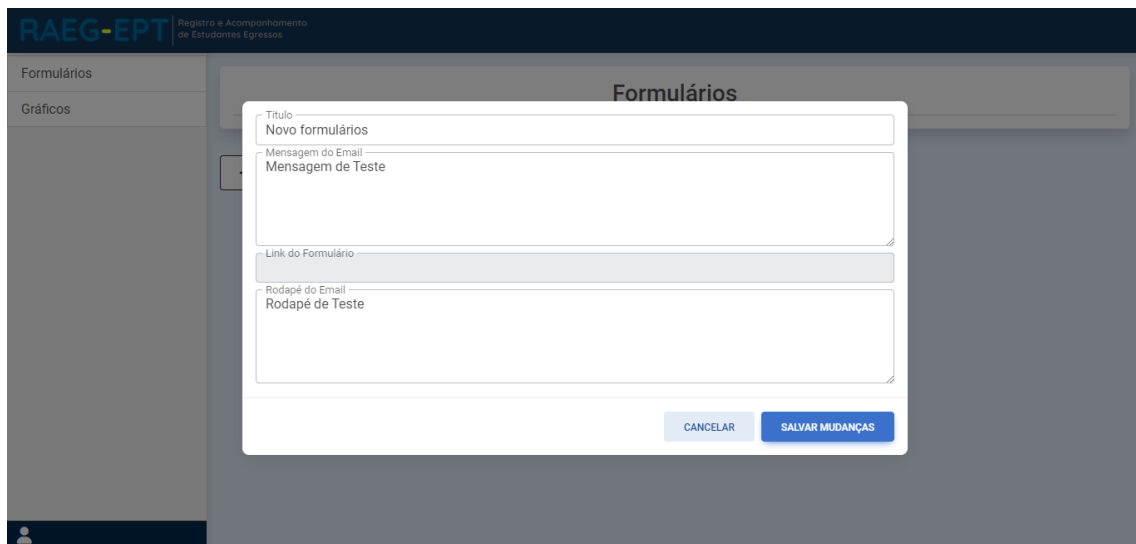 RAEG-EPT
Registro e Acompanhamento
de Estudantes Egressos
Formulários
Gráficos
Formulários
Título
Novo formulários
Mensagem do Email
Mensagem de Teste
Link do Formulário
Rodapé do Email
Rodapé de Teste
CANCELAR
SALVAR MUDANÇAS